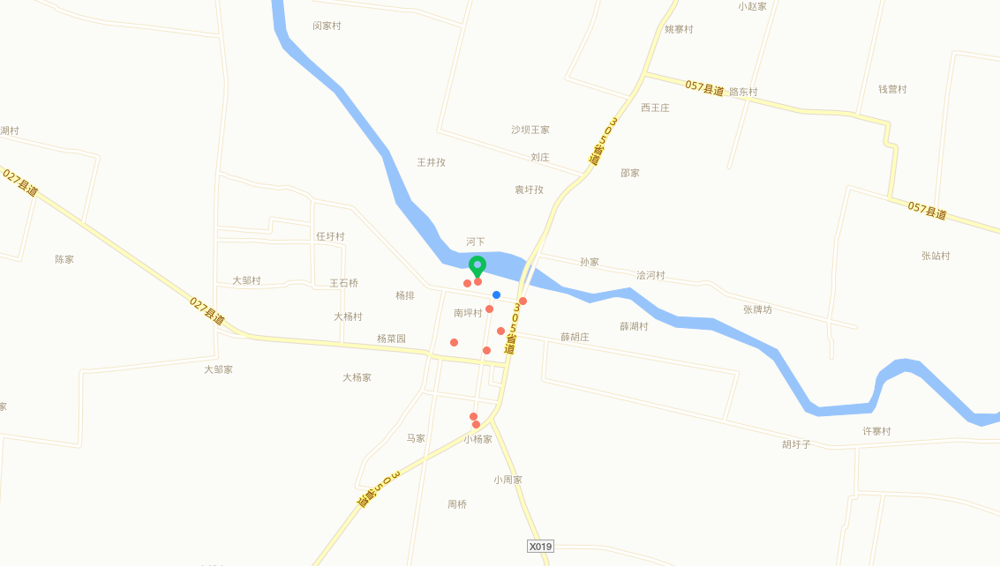 小赵家
闵家村
姚寨村
057县道
路东村
钱营村
西王庄
305省道
沙坝王家
湖村
刘庄
王井孜
邵家
027县道
袁圩孜
057县道
任圩村
河下
张站村
陈家
孙家
浍河村
大邹村
王石桥
杨排
027县道
南坪村
305省道
张牌坊
大杨村
薛湖村
杨菜园
薛胡庄
大邹家
大杨家
家
马家
小杨家
许寨村
胡圩子
305省道
小周家
周桥
X019